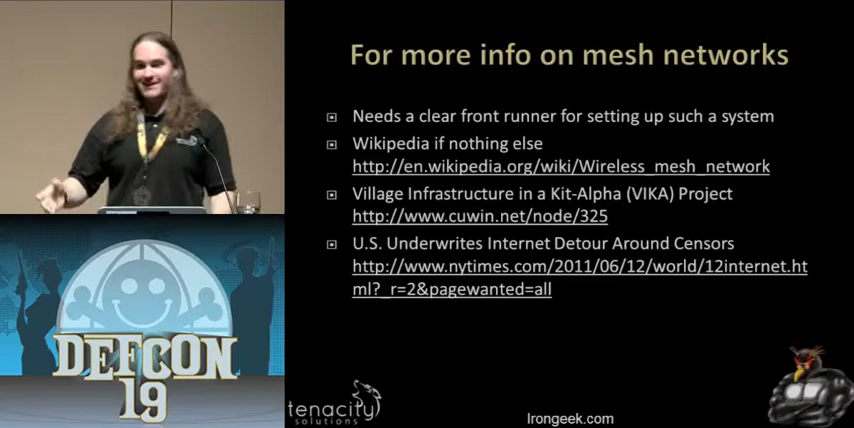 For more info on mesh networks
Needs a clear front runner for setting up such a system
Wikipedia if nothing else
http://en.wikipedia.org/wiki/Wireless_mesh_network
Village Infrastructure in a Kit-Alpha (VIKA) Project
http://www.cuwin.net/node/325
U.S. Underwrites Internet Detour Around Censors
http://www.nytimes.com/2011/06/12/world/12internet.ht
ml?_r=2&pagewanted=all
DEFCON
19
tenacity
solutions
Irongeek.com